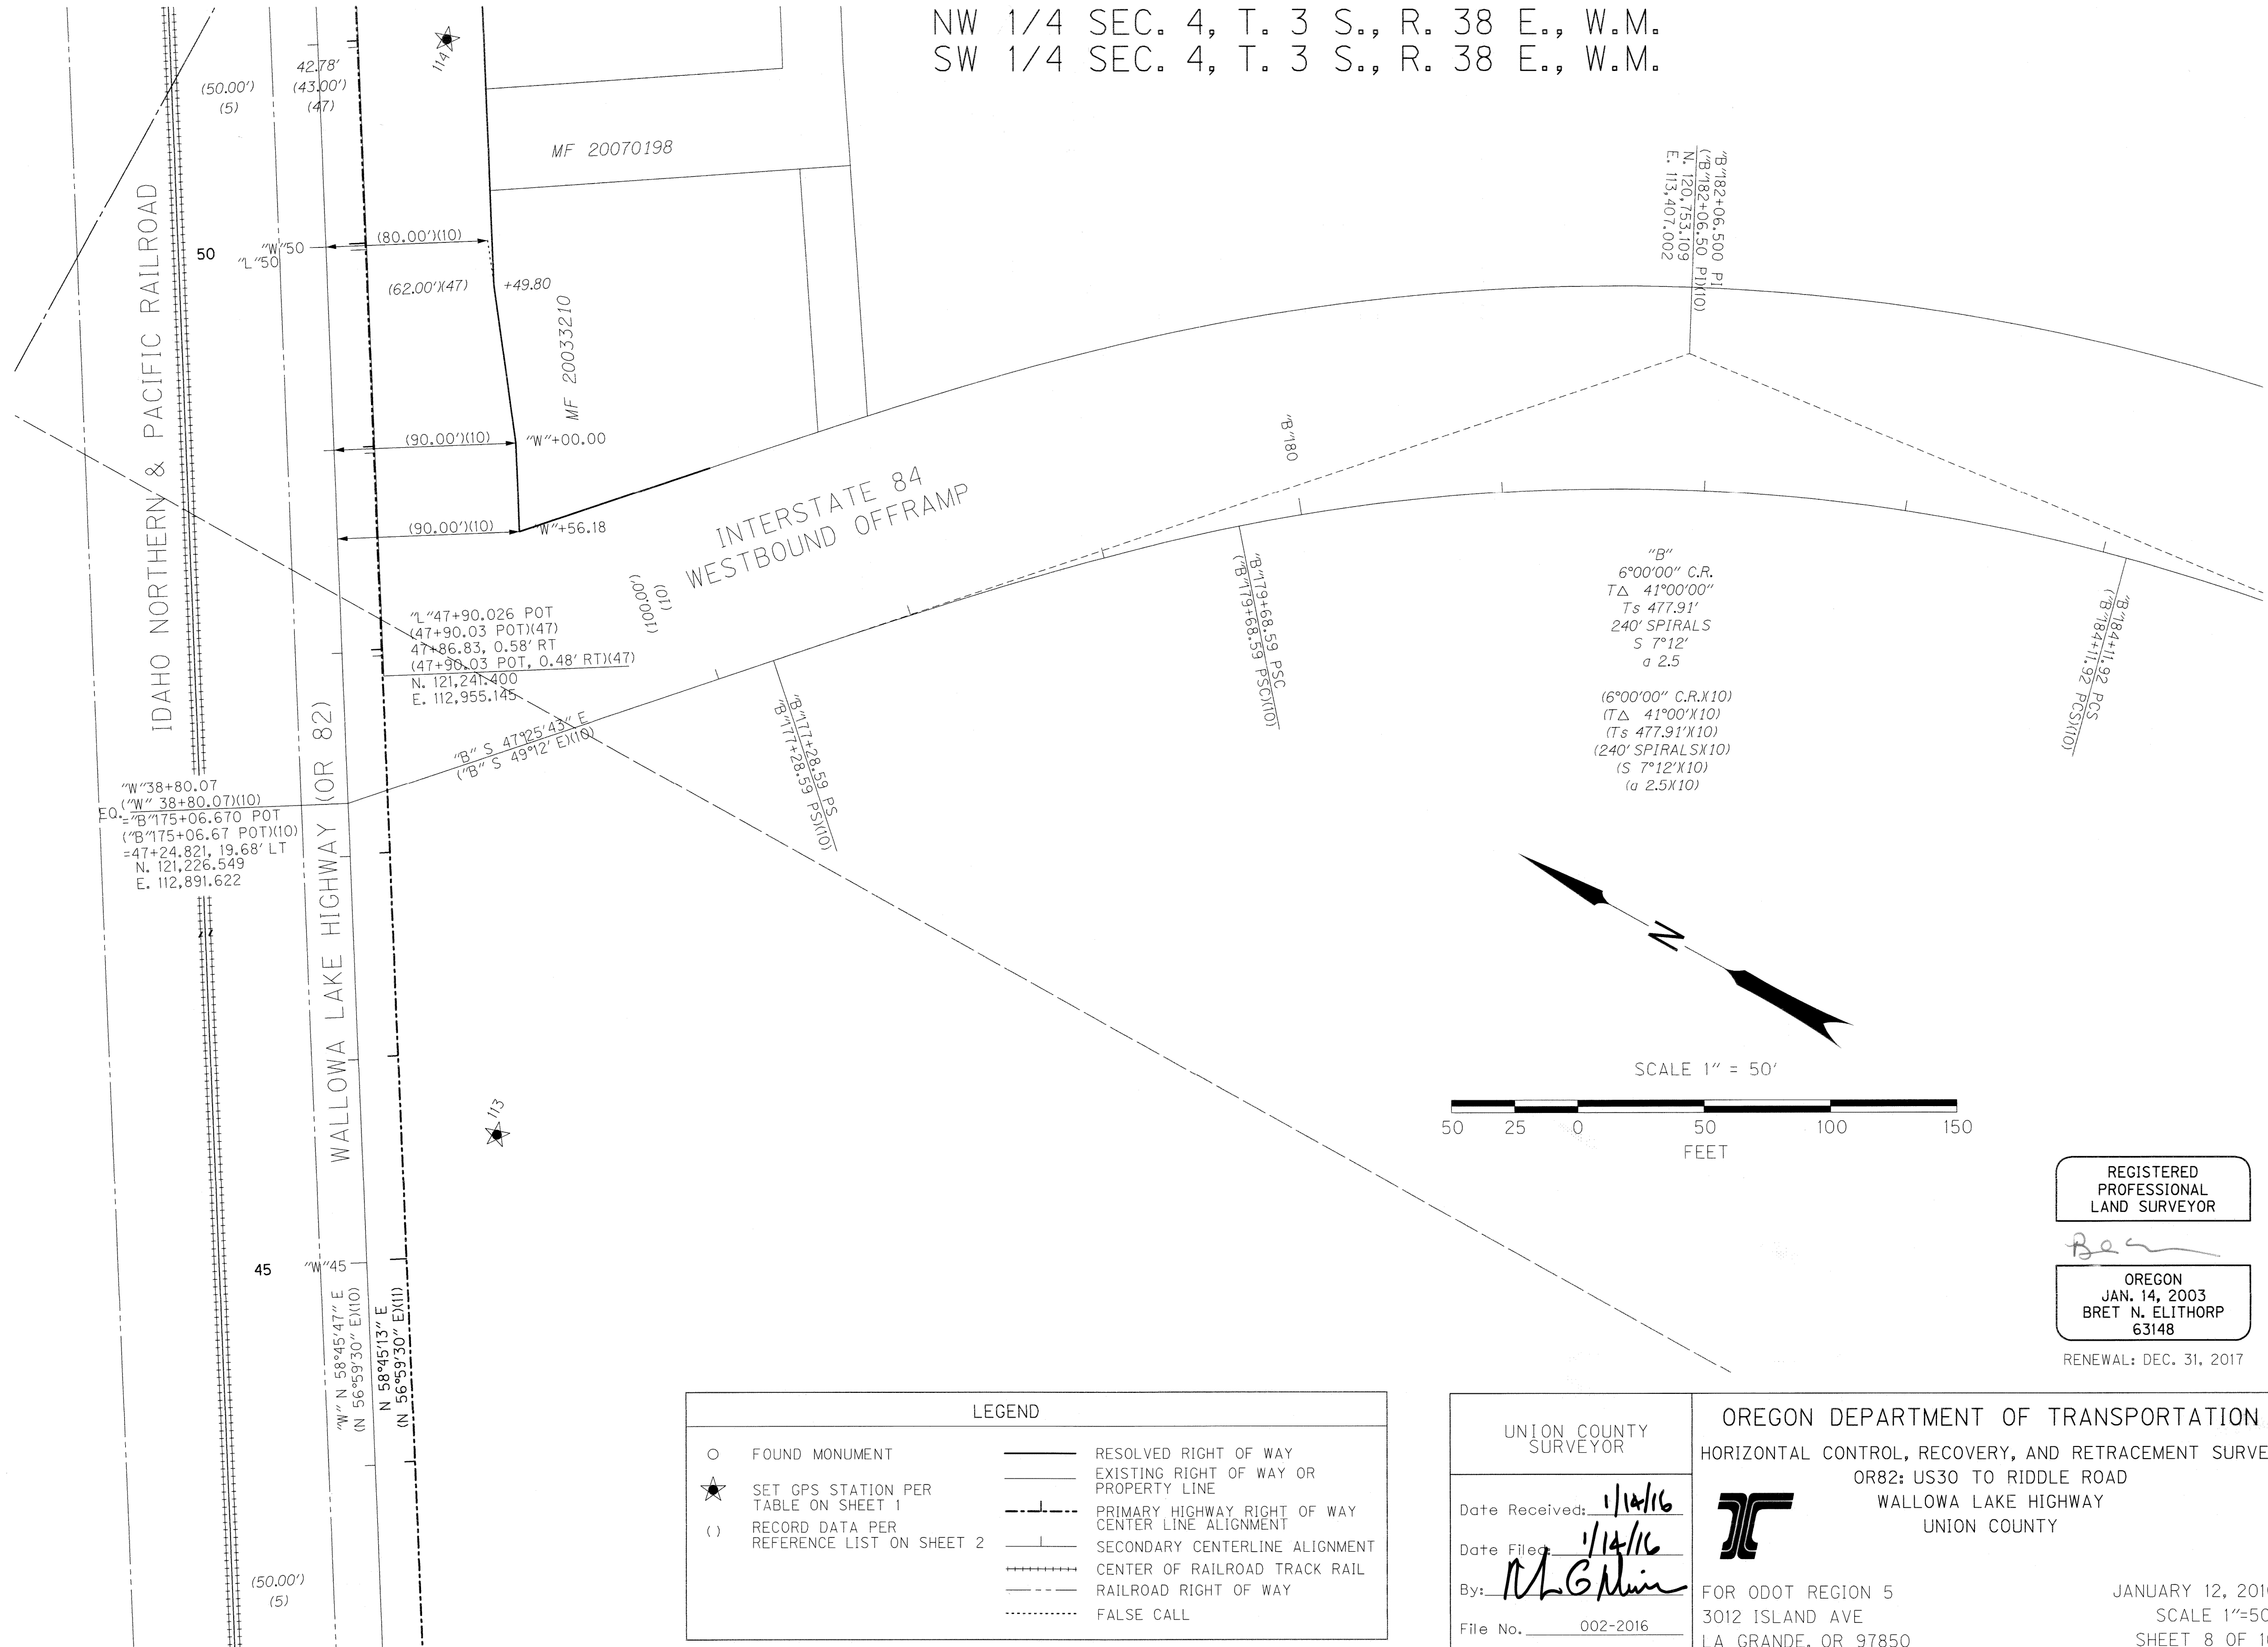 NW 1/4 SEC. 4, T. 3 S., R. 38 E., W.M.
SW 1/4 SEC. 4, T. 3 S., R. 38 E., W.M.
114
42.78'
(50.00')
(43.00')
(5)
(47)
MF 20070198
IDAHO NORTHERN & PACIFIC RAILROAD
50
"W"50
"L"50
(80.00')(10)
(62.00')(47)
+49.80
MF 20033210
(90.00')(10)
"W"+00.00
(90.00')(10)
"W"+56.18
INTERSTATE 84
WESTBOUND OFFRAMP
(100.00')
(10)
"B"182+06.500 PI
("B"182+06.50 PI)(10)
N. 120,753.109
E. 113,407.002
"B"180
"L"47+90.026 POT
(47+90.03 POT)(47)
47+86.83, 0.58' RT
(47+90.03 POT, 0.48' RT)(47)
N. 121,241.400
E. 112,955.145
"B" S 47°25'43" E
("B" S 49°12' E)(10)
"B"177+28.59 PS
("B"177+28.59 PS)(10)
"B"179+68.59 PSC
("B"179+68.59 PSC)(10)
"B"184+11.92 PCS
("B"184+11.92 PCS)(10)
"B"
6°00'00" C.R.
T△ 41°00'00"
Ts 477.91'
240' SPIRALS
S 7°12'
a 2.5
(6°00'00" C.R.)(10)
(T△ 41°00')(10)
(Ts 477.91')(10)
(240' SPIRALS)(10)
(S 7°12')(10)
(a 2.5)(10)
"W"38+80.07
("W" 38+80.07)(10)
EQ.
="B"175+06.670 POT
("B"175+06.67 POT)(10)
=47+24.821, 19.68' LT
N. 121,226.549
E. 112,891.622
WALLOWA LAKE HIGHWAY (OR 82)
N
SCALE 1" = 50'
50 25 0 50 100 150
FEET
113
45
"W"45
"W" N 58°45'47" E
(N 56°59'30" E)(10)
N 58°45'13" E
(N 56°59'30" E)(11)
(50.00')
(5)
REGISTERED
PROFESSIONAL
LAND SURVEYOR
OREGON
JAN. 14, 2003
BRET N. ELITHORP
63148
RENEWAL: DEC. 31, 2017
LEGEND
FOUND MONUMENT
SET GPS STATION PER
TABLE ON SHEET 1
( ) RECORD DATA PER
REFERENCE LIST ON SHEET 2
RESOLVED RIGHT OF WAY
EXISTING RIGHT OF WAY OR
PROPERTY LINE
PRIMARY HIGHWAY RIGHT OF WAY
CENTER LINE ALIGNMENT
SECONDARY CENTERLINE ALIGNMENT
CENTER OF RAILROAD TRACK RAIL
RAILROAD RIGHT OF WAY
FALSE CALL
UNION COUNTY
SURVEYOR
Date Received: 1/14/16
Date Filed: 1/14/16
By:
File No. 002-2016
OREGON DEPARTMENT OF TRANSPORTATION
HORIZONTAL CONTROL, RECOVERY, AND RETRACEMENT SURVE
OR82: US30 TO RIDDLE ROAD
WALLOWA LAKE HIGHWAY
UNION COUNTY
FOR ODOT REGION 5
3012 ISLAND AVE
LA GRANDE, OR 97850
JANUARY 12, 201
SCALE 1"=50
SHEET 8 OF 1